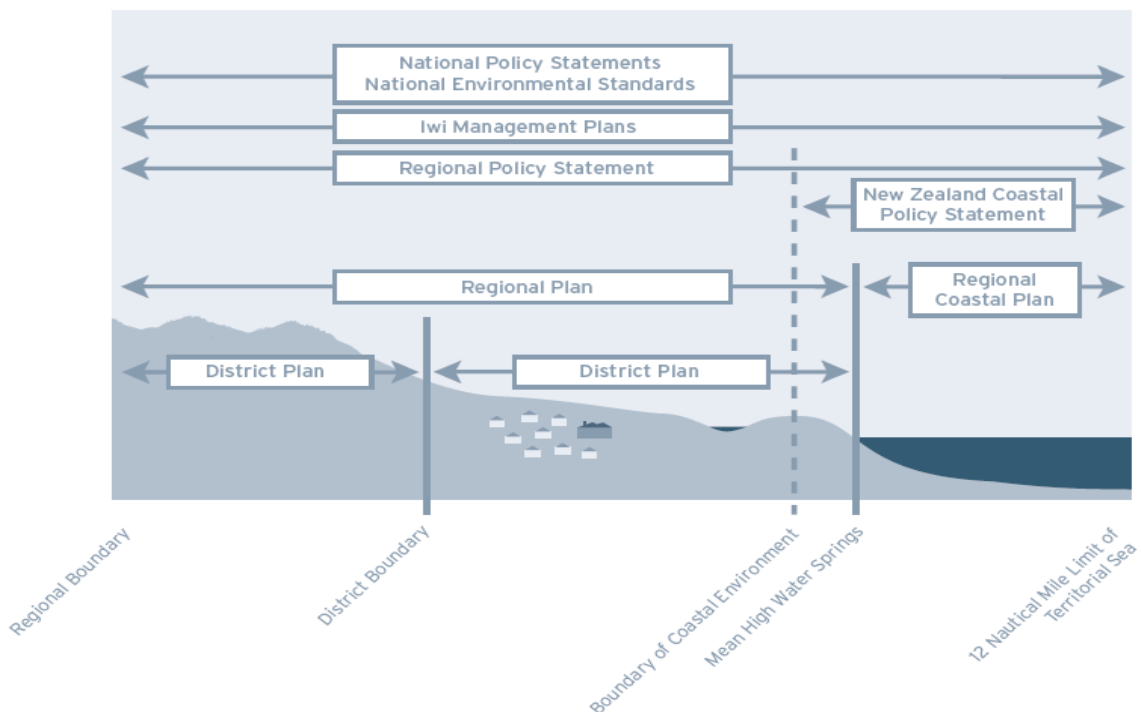 National Policy Statements
National Environmental Standards
Iwi Management Plans
Regional Policy Statement
New Zealand Coastal
Policy Statement
Regional Plan
Regional
Coastal Plan
District Plan
District Plan
Regional Boundary
District Boundary
Boundary of Coastal Environment
Mean High Water Springs
12 Nautical Mile Limit of
Territorial Sea